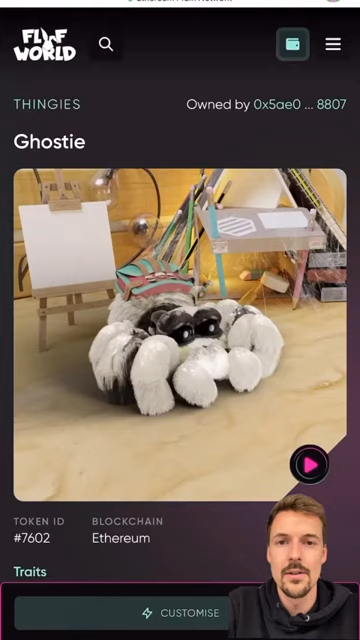 FLUF
WORLD
THINGIES
Owned by 0x5ae0 ... 8807
Ghostie
TOKEN ID
#7602
BLOCKCHAIN
Ethereum
Traits
CUSTOMISE